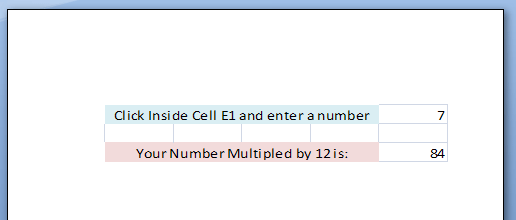 Click Inside Cell E1 and enter a number 7
Your Number Multipled by 12 is: 84